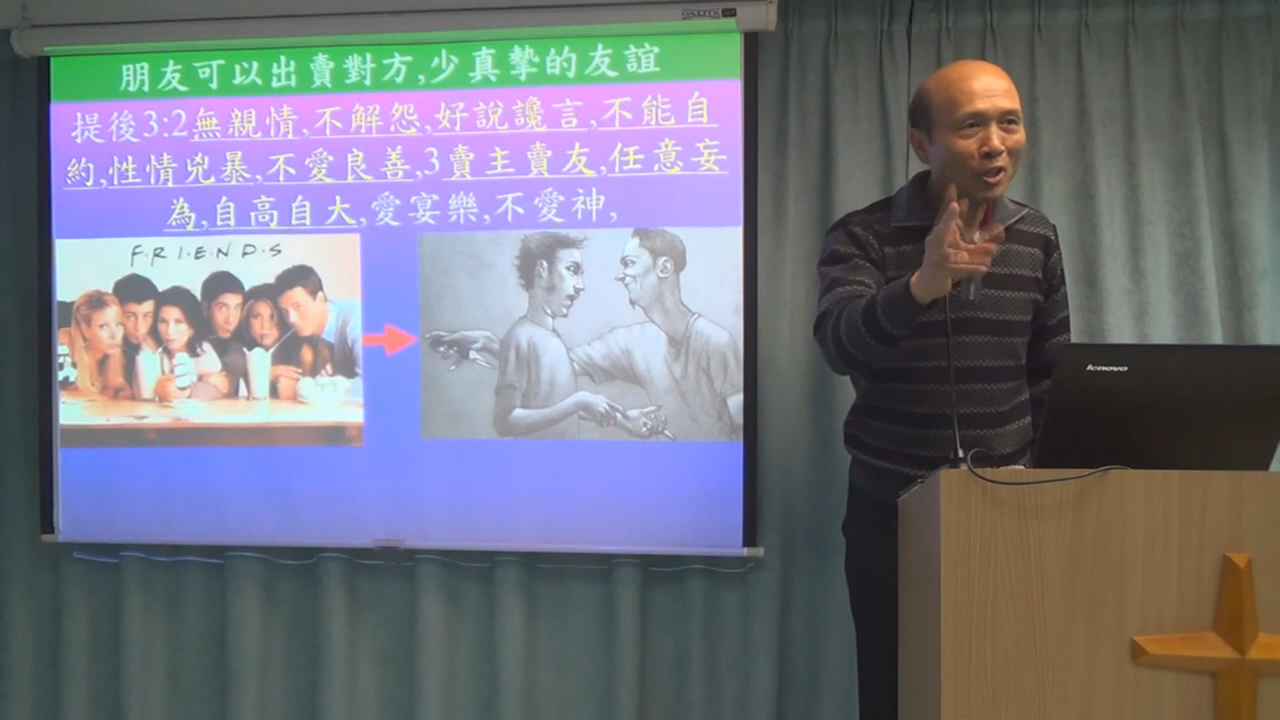 朋友可以出賣對方,少真摯的友誼
提後3:2無親情,不解怨,好說讒言,不能自
約,性情兇暴,不愛良善,3賣主賣友,任意妄
為,自高自大,愛宴樂,不愛神,
F·R·I·E·N·D·S
lenovo